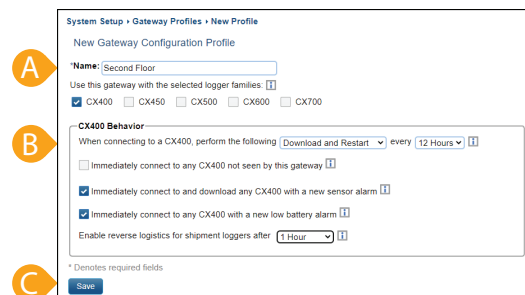 System Setup › Gateway Profiles › New Profile
New Gateway Configuration Profile
A
*Name: Second Floor
Use this gateway with the selected logger families: i
CX400 CX450 CX500 CX600 CX700
B
CX400 Behavior
When connecting to a CX400, perform the following Download and Restart every 12 Hours i
Immediately connect to any CX400 not seen by this gateway i
Immediately connect to and download any CX400 with a new sensor alarm i
Immediately connect to any CX400 with a new low battery alarm i
Enable reverse logistics for shipment loggers after 1 Hour i
* Denotes required fields
C
Save